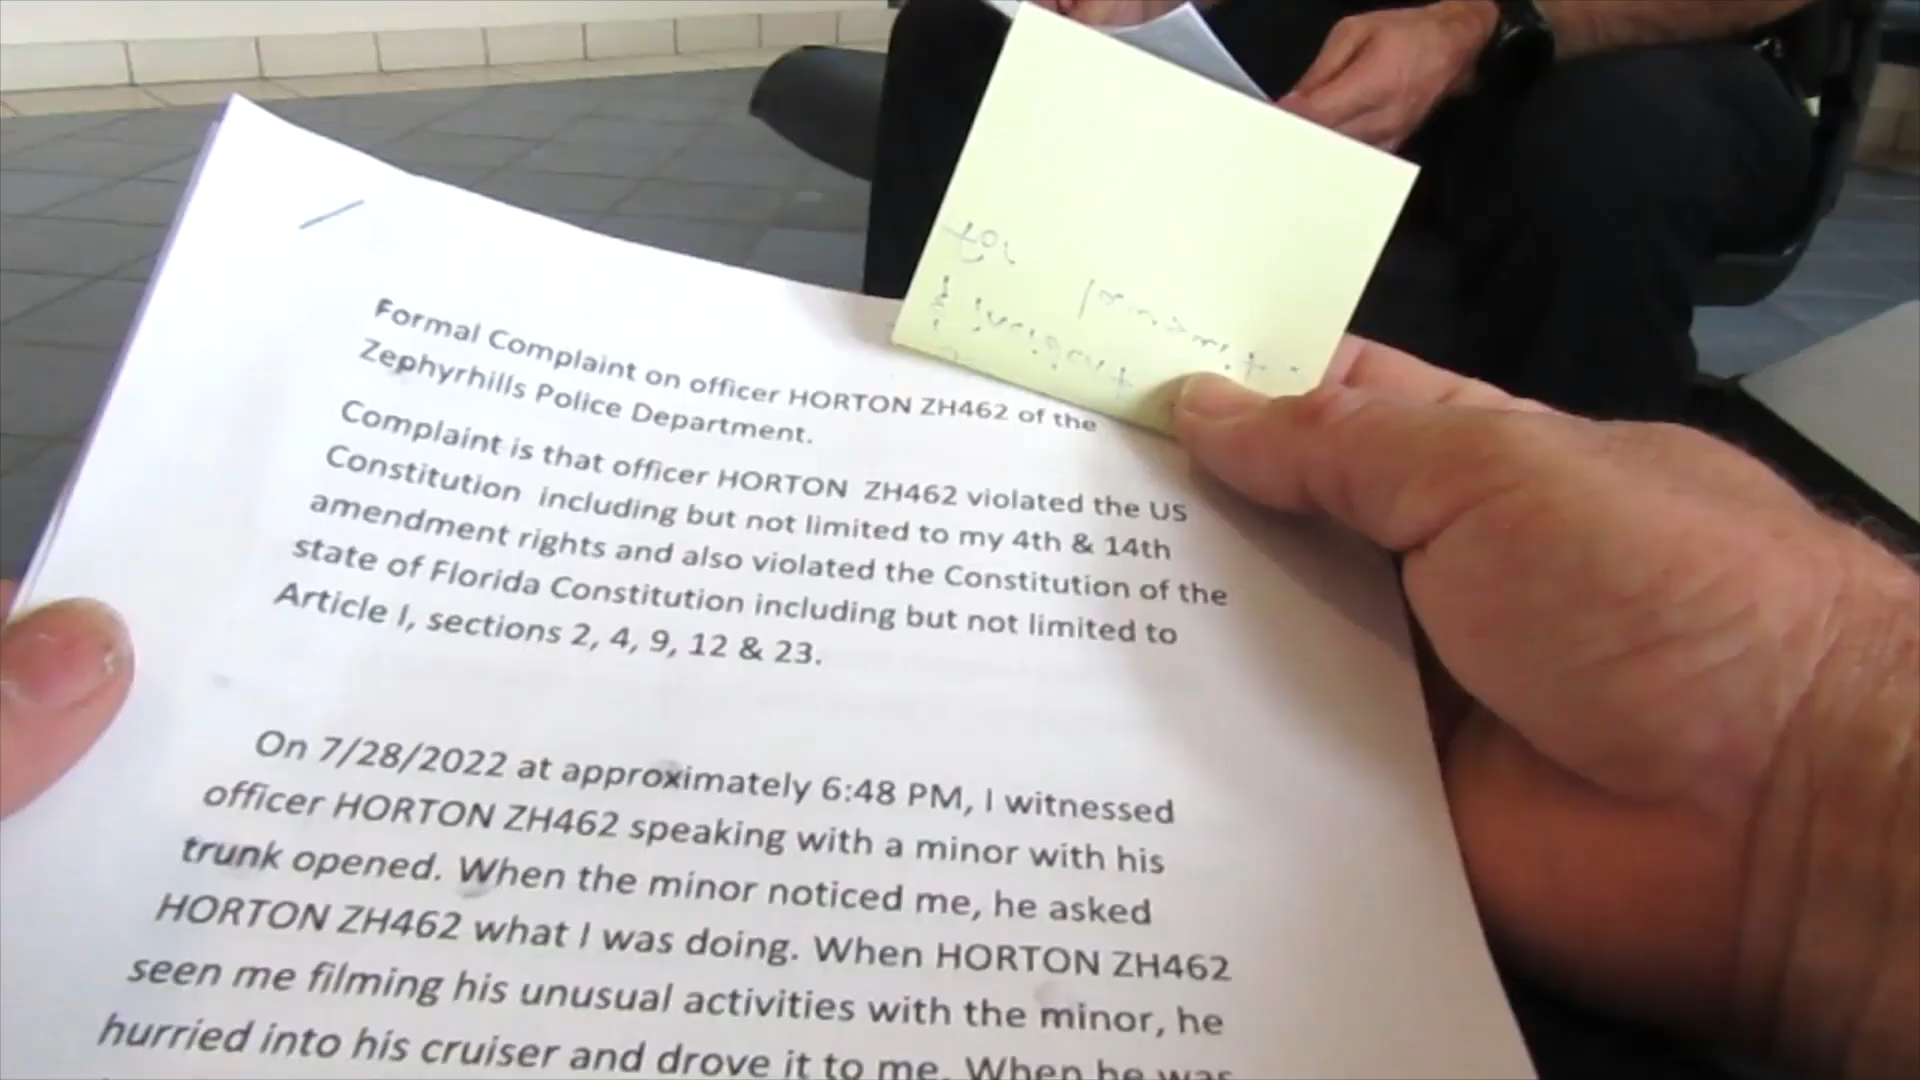 Formal Complaint on officer HORTON ZH462 of the
Zephyrhills Police Department.
Complaint is that officer HORTON ZH462 violated the US
Constitution including but not limited to my 4th & 14th
amendment rights and also violated the Constitution of the
state of Florida Constitution including but not limited to
Article I, sections 2, 4, 9, 12 & 23.
On 7/28/2022 at approximately 6:48 PM, I witnessed
officer HORTON ZH462 speaking with a minor with his
trunk opened. When the minor noticed me, he asked
HORTON ZH462 what I was doing. When HORTON ZH462
seen me filming his unusual activities with the minor, he
hurried into his cruiser and drove it to me. When he was